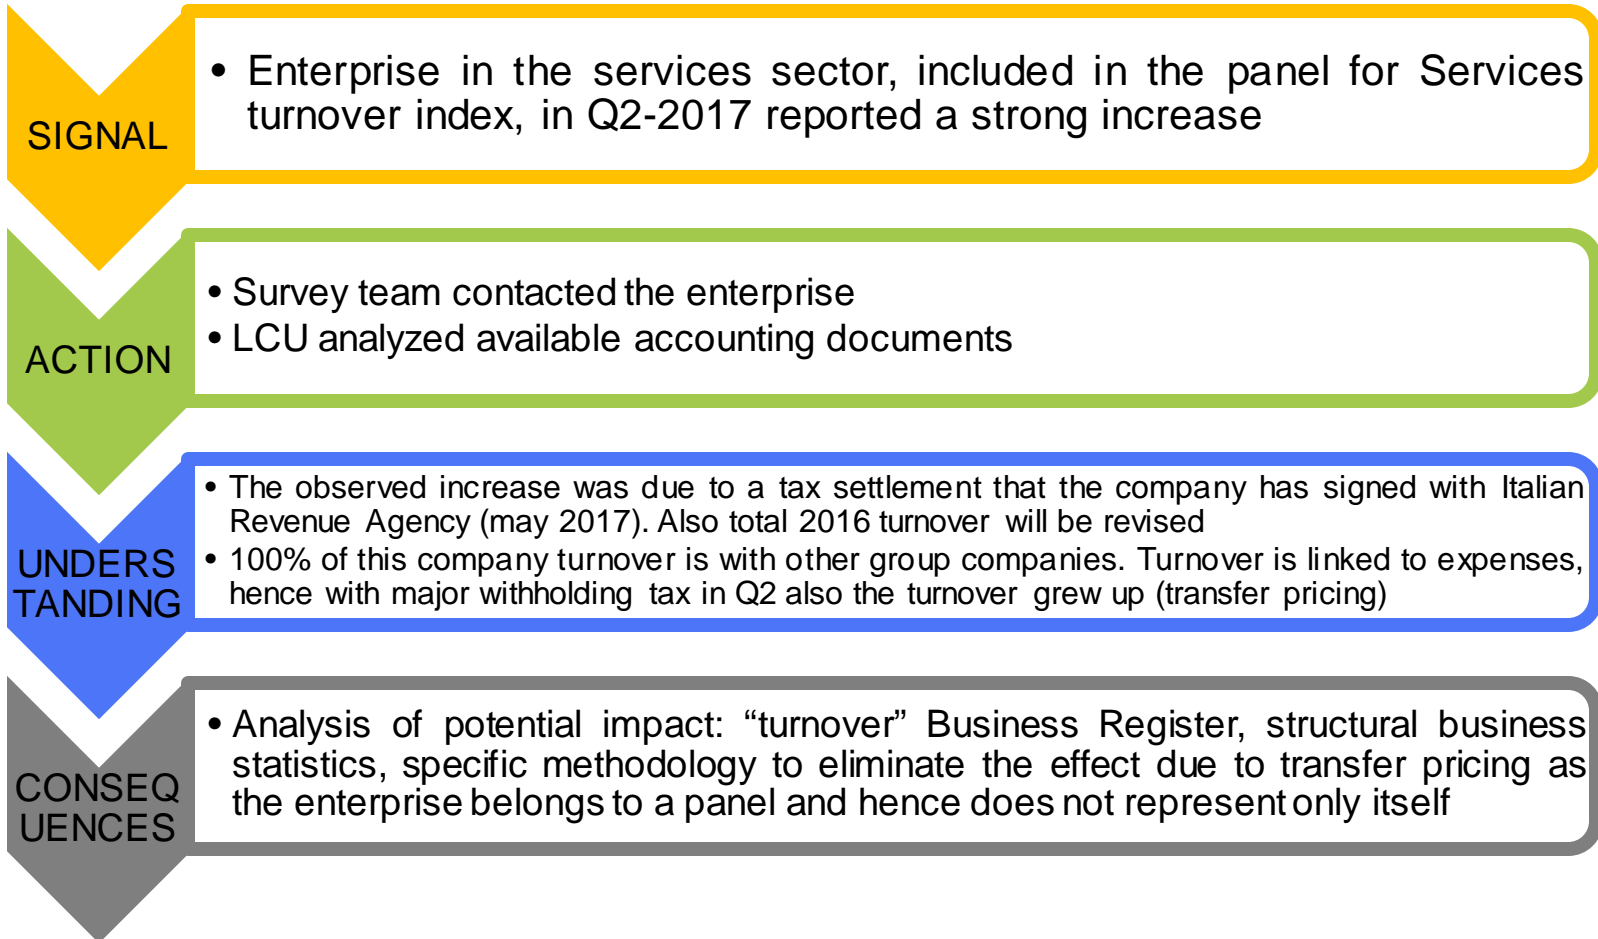 SIGNAL
• Enterprise in the services sector, included in the panel for Services
turnover index, in Q2-2017 reported a strong increase
ACTION
• Survey team contacted the enterprise
• LCU analyzed available accounting documents
UNDERS
TANDING
• The observed increase was due to a tax settlement that the company has signed with Italian
Revenue Agency (may 2017). Also total 2016 turnover will be revised
• 100% of this company turnover is with other group companies. Turnover is linked to expenses,
hence with major withholding tax in Q2 also the turnover grew up (transfer pricing)
CONSEQ
UENCES
• Analysis of potential impact: “turnover” Business Register, structural business
statistics, specific methodology to eliminate the effect due to transfer pricing as
the enterprise belongs to a panel and hence does not represent only itself